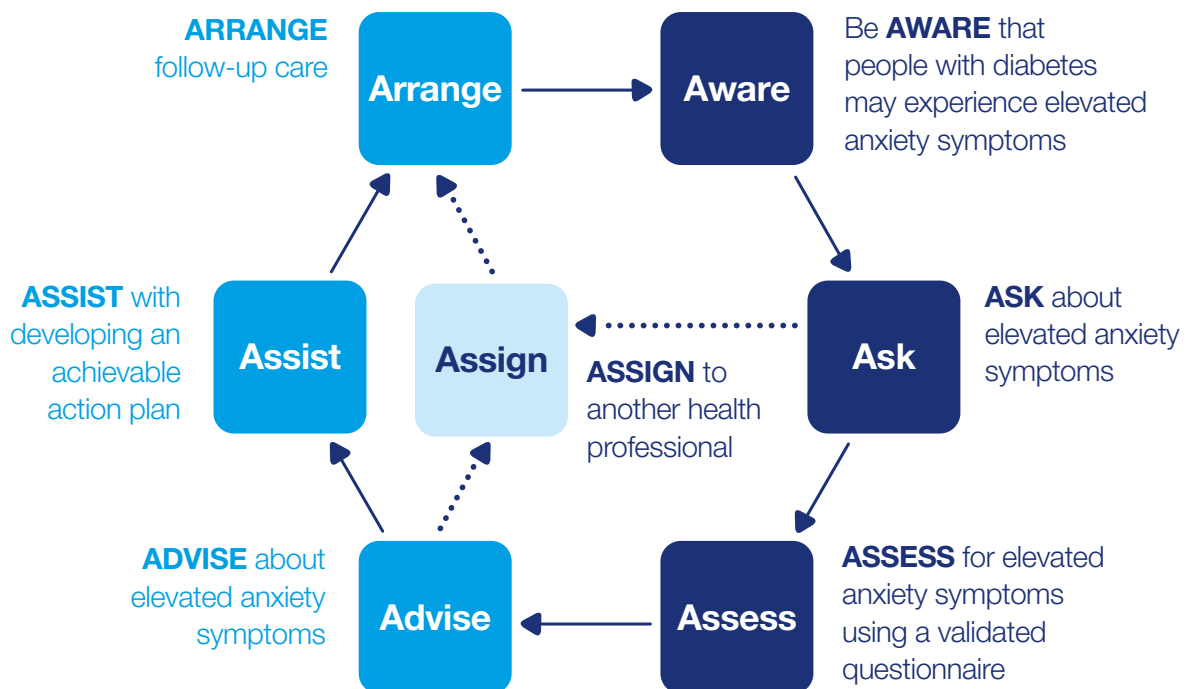 ARRANGE
follow-up care
Arrange
Aware
Be AWARE that
people with diabetes
may experience elevated
anxiety symptoms
ASSIST with
developing an
achievable
action plan
Assist
Assign
ASSIGN to
another health
professional
Ask
ASK about
elevated anxiety
symptoms
ADVISE about
elevated anxiety
symptoms
Advise
Assess
ASSESS for elevated
anxiety symptoms
using a validated
questionnaire